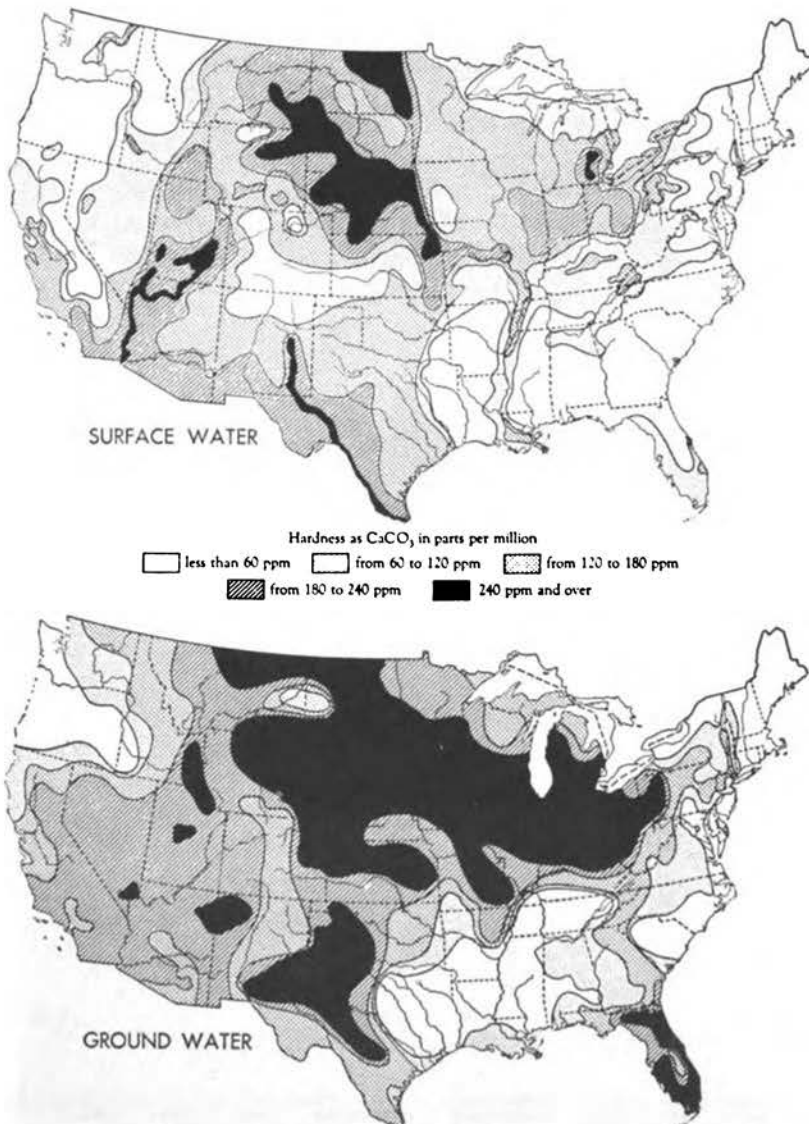 SURFACE WATER
Hardness as CaCO₃ in parts per million
less than 60 ppm from 60 to 120 ppm from 120 to 180 ppm
from 180 to 240 ppm 240 ppm and over
GROUND WATER